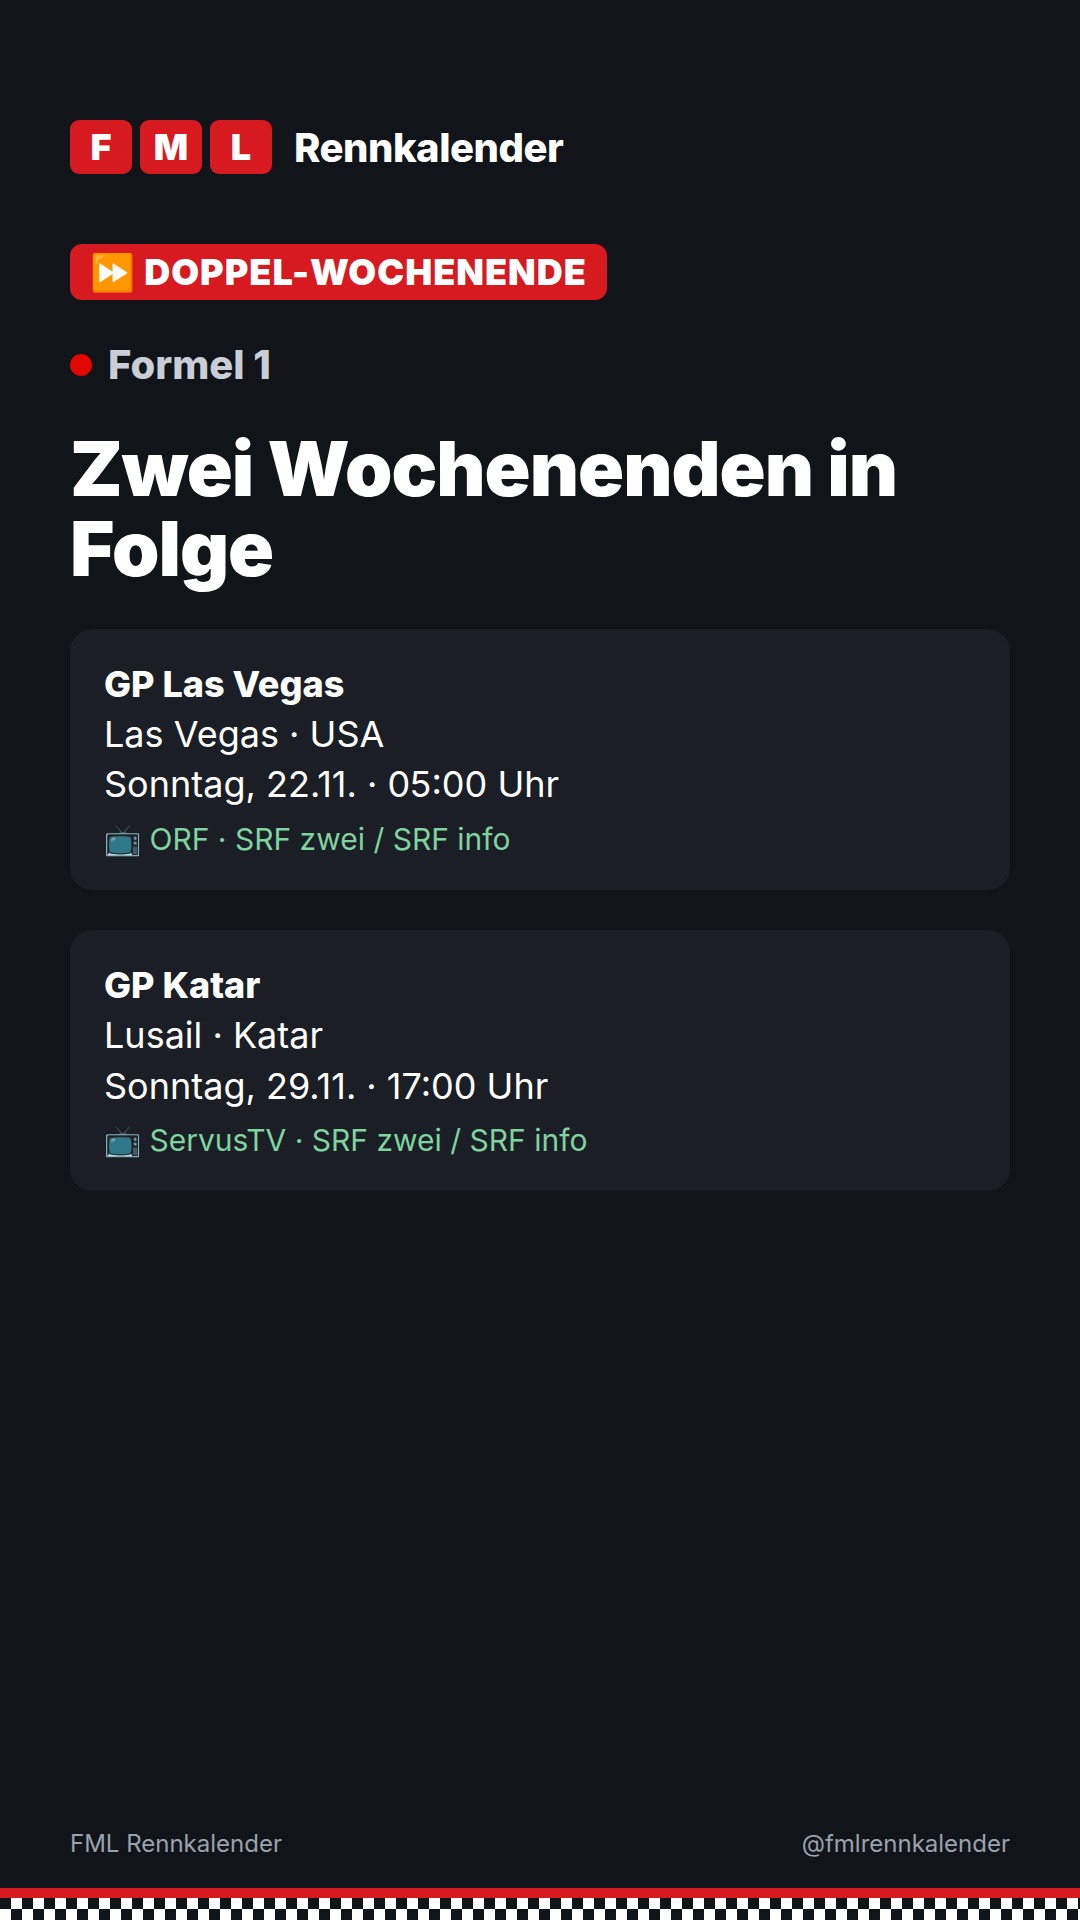 F M L Rennkalender
⏩ DOPPEL-WOCHENENDE
Formel 1
Zwei Wochenenden in
Folge
GP Las Vegas
Las Vegas · USA
Sonntag, 22.11. · 05:00 Uhr
📺 ORF · SRF zwei / SRF info
GP Katar
Lusail · Katar
Sonntag, 29.11. · 17:00 Uhr
📺 ServusTV · SRF zwei / SRF info
FML Rennkalender
@fmlrennkalender